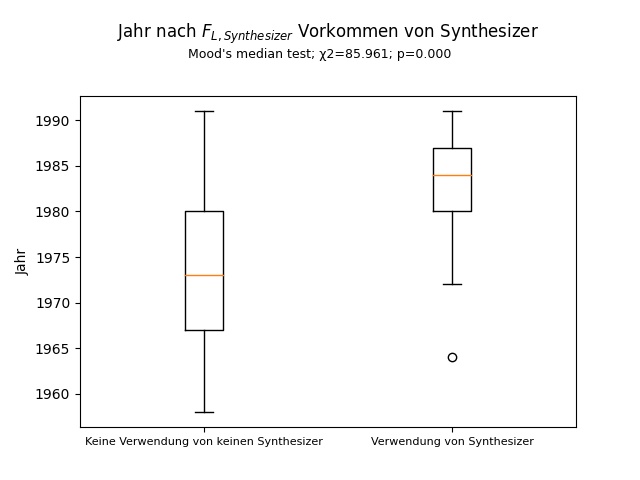 Jahr nach F_{L, Synthesizer} Vorkommen von Synthesizer
Mood's median test; χ2=85.961; p=0.000
1990
1985
1980
1975
1970
1965
1960
Jahr
Keine Verwendung von keinen Synthesizer
Verwendung von Synthesizer